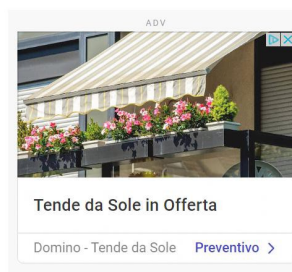 ADV
Tende da Sole in Offerta
Domino - Tende da Sole Preventivo